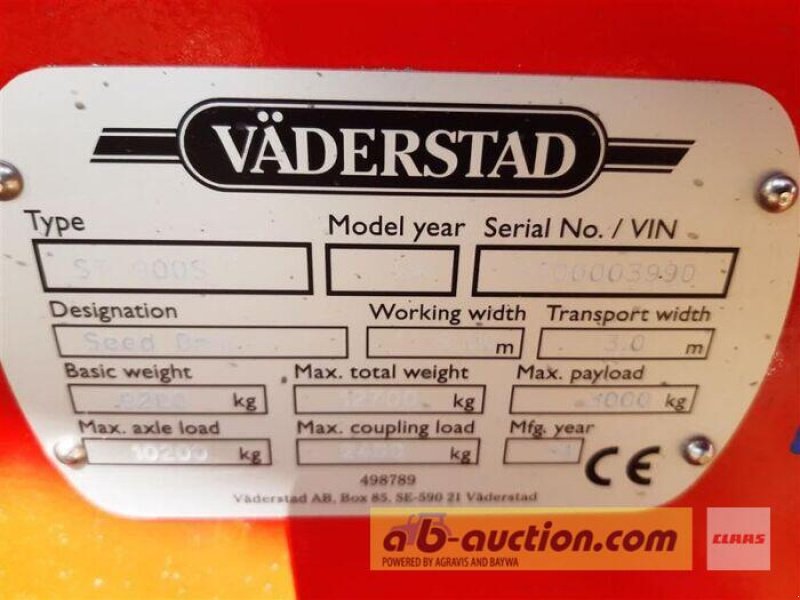 VÄDERSTAD
Type Model year Serial No. / VIN
00003990
Designation Working width Transport width
Seed m 3.0 m
Basic weight Max. total weight Max. payload
kg kg kg
Max. axle load Max. coupling load Mfg. year
10200 kg kg CE
498789
Väderstad AB. Box 85. SE-590 21 Väderstad
ab-auction.com
POWERED BY AGRAVIS AND BAYWA
CLAAS